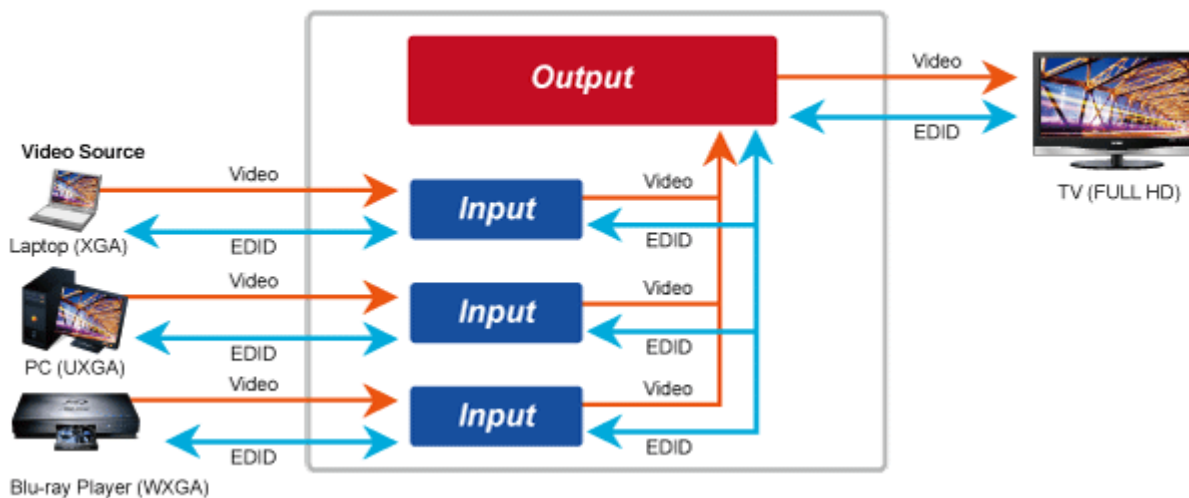 Output
Video
EDID
TV (FULL HD)
Video Source
Video
EDID
Laptop (XGA)
Input
Video
EDID
Video
EDID
PC (UXGA)
Input
Video
EDID
Video
EDID
Blu-ray Player (WXGA)
Input
Video
EDID